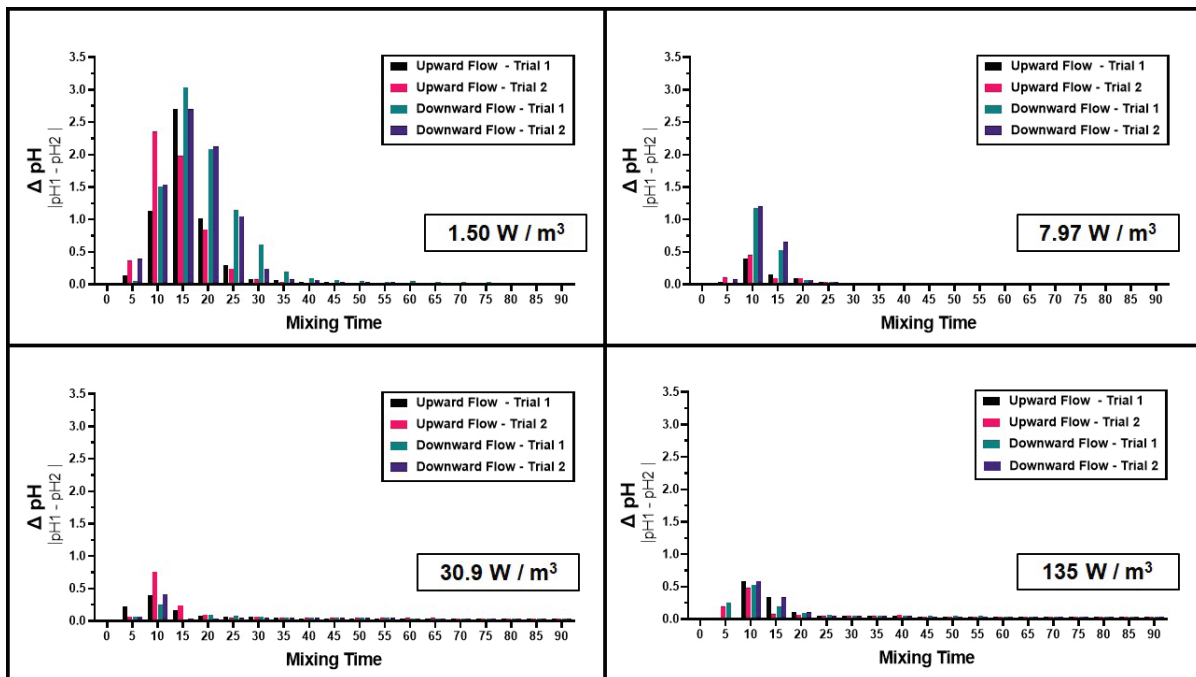 3.5
3.0
2.5
2.0
1.5
1.0
0.5
0.0
Δ pH
|pH1 - pH2 |
Upward Flow - Trial 1
Upward Flow - Trial 2
Downward Flow - Trial 1
Downward Flow - Trial 2
1.50 W / m³
0 5 10 15 20 25 30 35 40 45 50 55 60 65 70 75 80 85 90
Mixing Time
3.5
3.0
2.5
2.0
1.5
1.0
0.5
0.0
Δ pH
|pH1 - pH2 |
Upward Flow - Trial 1
Upward Flow - Trial 2
Downward Flow - Trial 1
Downward Flow - Trial 2
7.97 W / m³
0 5 10 15 20 25 30 35 40 45 50 55 60 65 70 75 80 85 90
Mixing Time
3.5
3.0
2.5
2.0
1.5
1.0
0.5
0.0
Δ pH
|pH1 - pH2 |
Upward Flow - Trial 1
Upward Flow - Trial 2
Downward Flow - Trial 1
Downward Flow - Trial 2
30.9 W / m³
0 5 10 15 20 25 30 35 40 45 50 55 60 65 70 75 80 85 90
Mixing Time
3.5
3.0
2.5
2.0
1.5
1.0
0.5
0.0
Δ pH
|pH1 - pH2 |
Upward Flow - Trial 1
Upward Flow - Trial 2
Downward Flow - Trial 1
Downward Flow - Trial 2
135 W / m³
0 5 10 15 20 25 30 35 40 45 50 55 60 65 70 75 80 85 90
Mixing Time